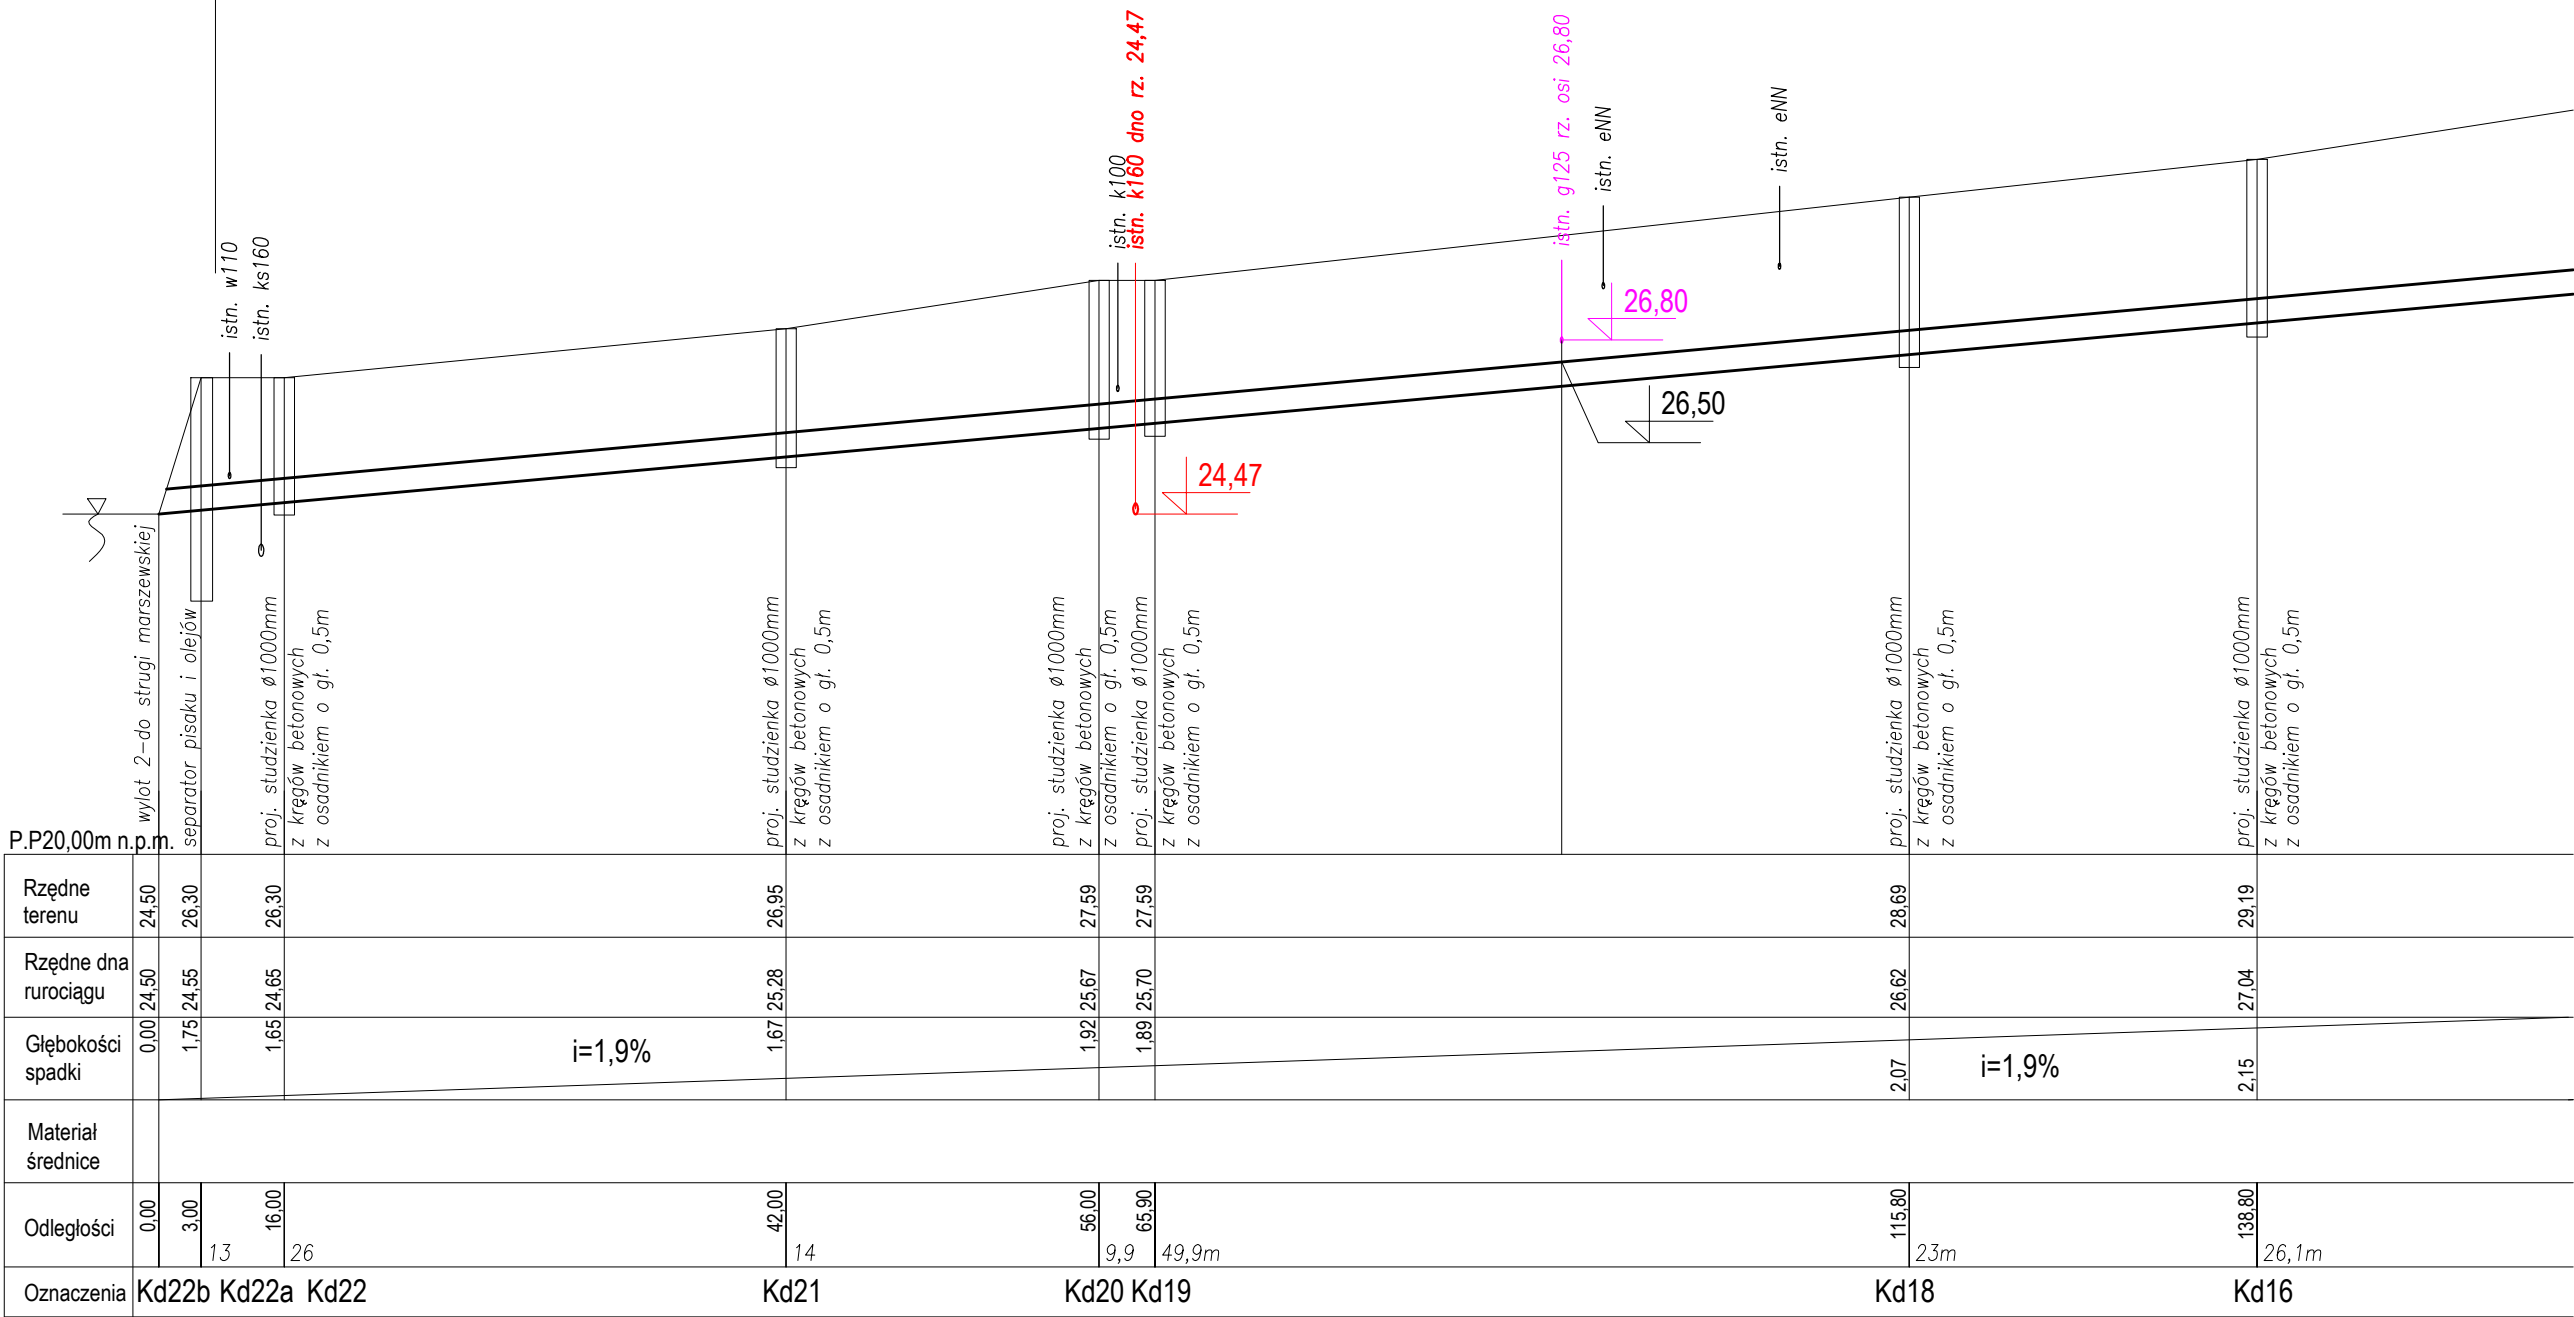 istn. w110
istn. ks160
istn. k100
istn. k160 dno rz. 24,47
istn. g125 rz. osi 26,80
istn. eNN
istn. eNN
26,80
26,50
24,47
wylot 2-do strugi marszewskiej
separator pisaku i olejów
proj. studzienka ø1000mm
z kręgów betonowych
z osadnikiem o gł. 0,5m
proj. studzienka ø1000mm
z kręgów betonowych
z osadnikiem o gł. 0,5m
proj. studzienka ø1000mm
z kręgów betonowych
z osadnikiem o gł. 0,5m
proj. studzienka ø1000mm
z kręgów betonowych
z osadnikiem o gł. 0,5m
proj. studzienka ø1000mm
z kręgów betonowych
z osadnikiem o gł. 0,5m
proj. studzienka ø1000mm
z kręgów betonowych
z osadnikiem o gł. 0,5m
P.P20,00m n.p.m.
Rzędne
terenu
24,50 26,30 26,30 26,95 27,59 27,59 28,69 29,19
Rzędne dna
rurociągu
24,50 24,55 24,65 25,28 25,67 25,70 26,62 27,04
Głębokości
spadki
0,00 1,75 1,65 i=1,9% 1,67 1,92 1,89 2,07 i=1,9% 2,15
Materiał
średnice
Odległości
0,00 3,00 16,00 42,00 56,00 65,90 115,80 138,80
13 26 14 9,9 49,9m 23m 26,1m
Oznaczenia Kd22b Kd22a Kd22 Kd21 Kd20 Kd19 Kd18 Kd16